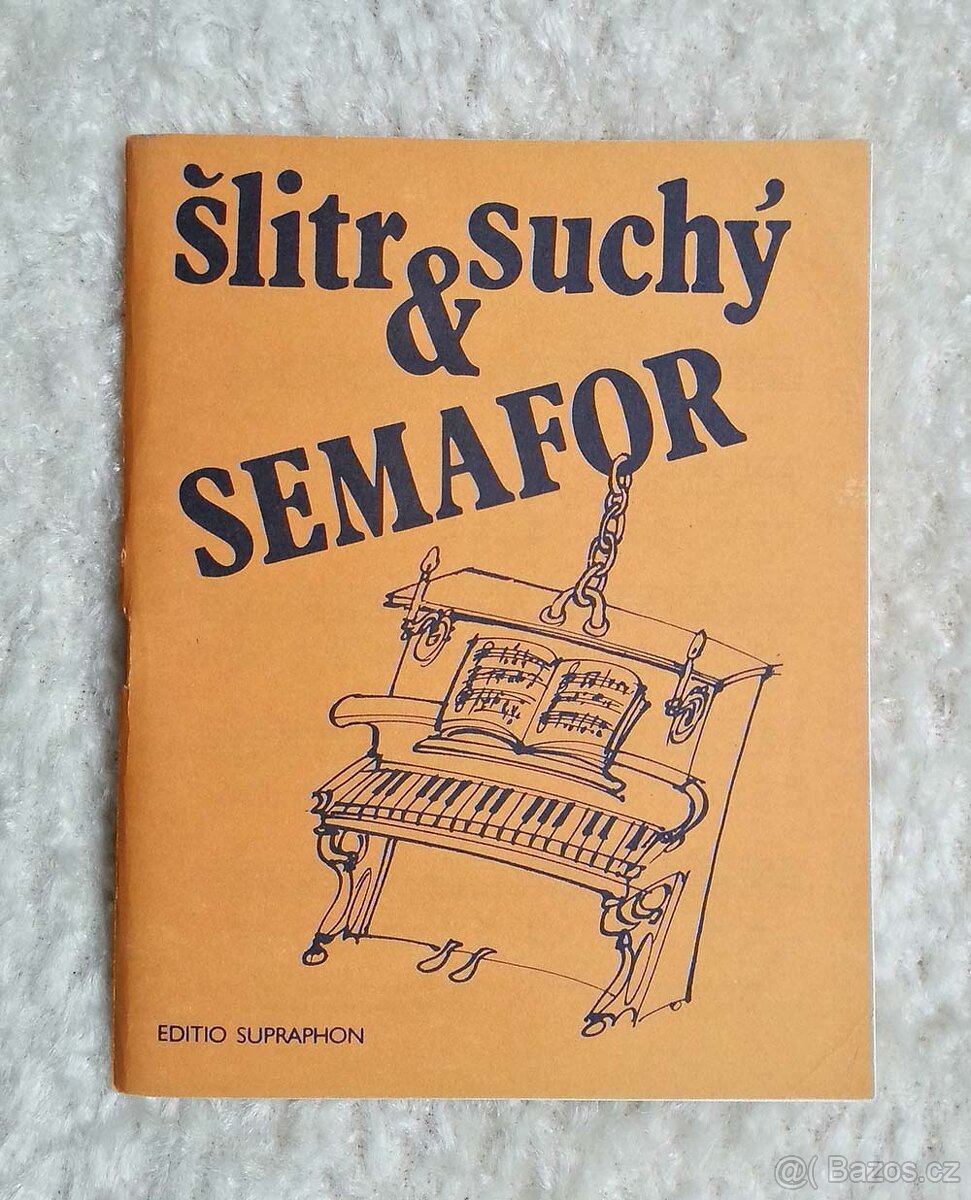 šlitr & suchý
SEMAFOR
EDITIO SUPRAPHON
@( Bazos.cz